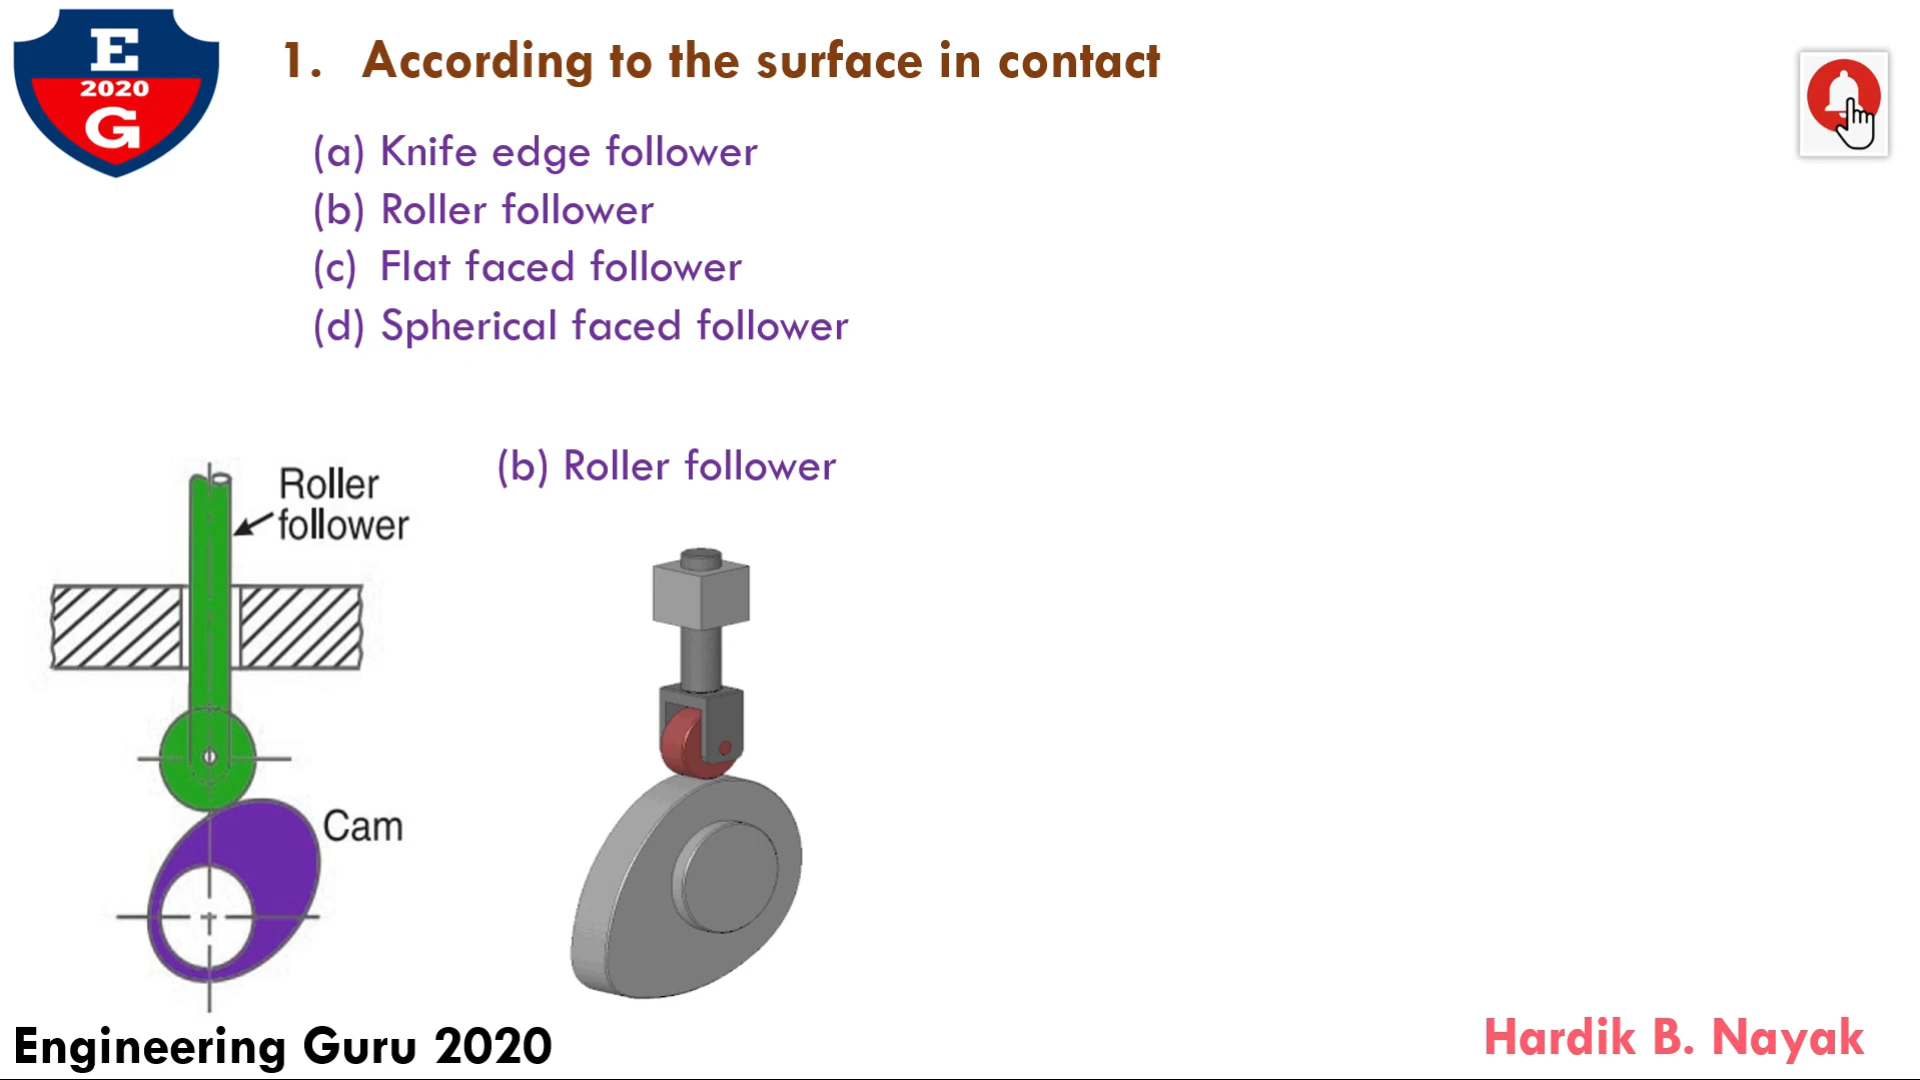 E
2020
G
1. According to the surface in contact
(a) Knife edge follower
(b) Roller follower
(c) Flat faced follower
(d) Spherical faced follower
(b) Roller follower
Roller
follower
Cam
Engineering Guru 2020
Hardik B. Nayak